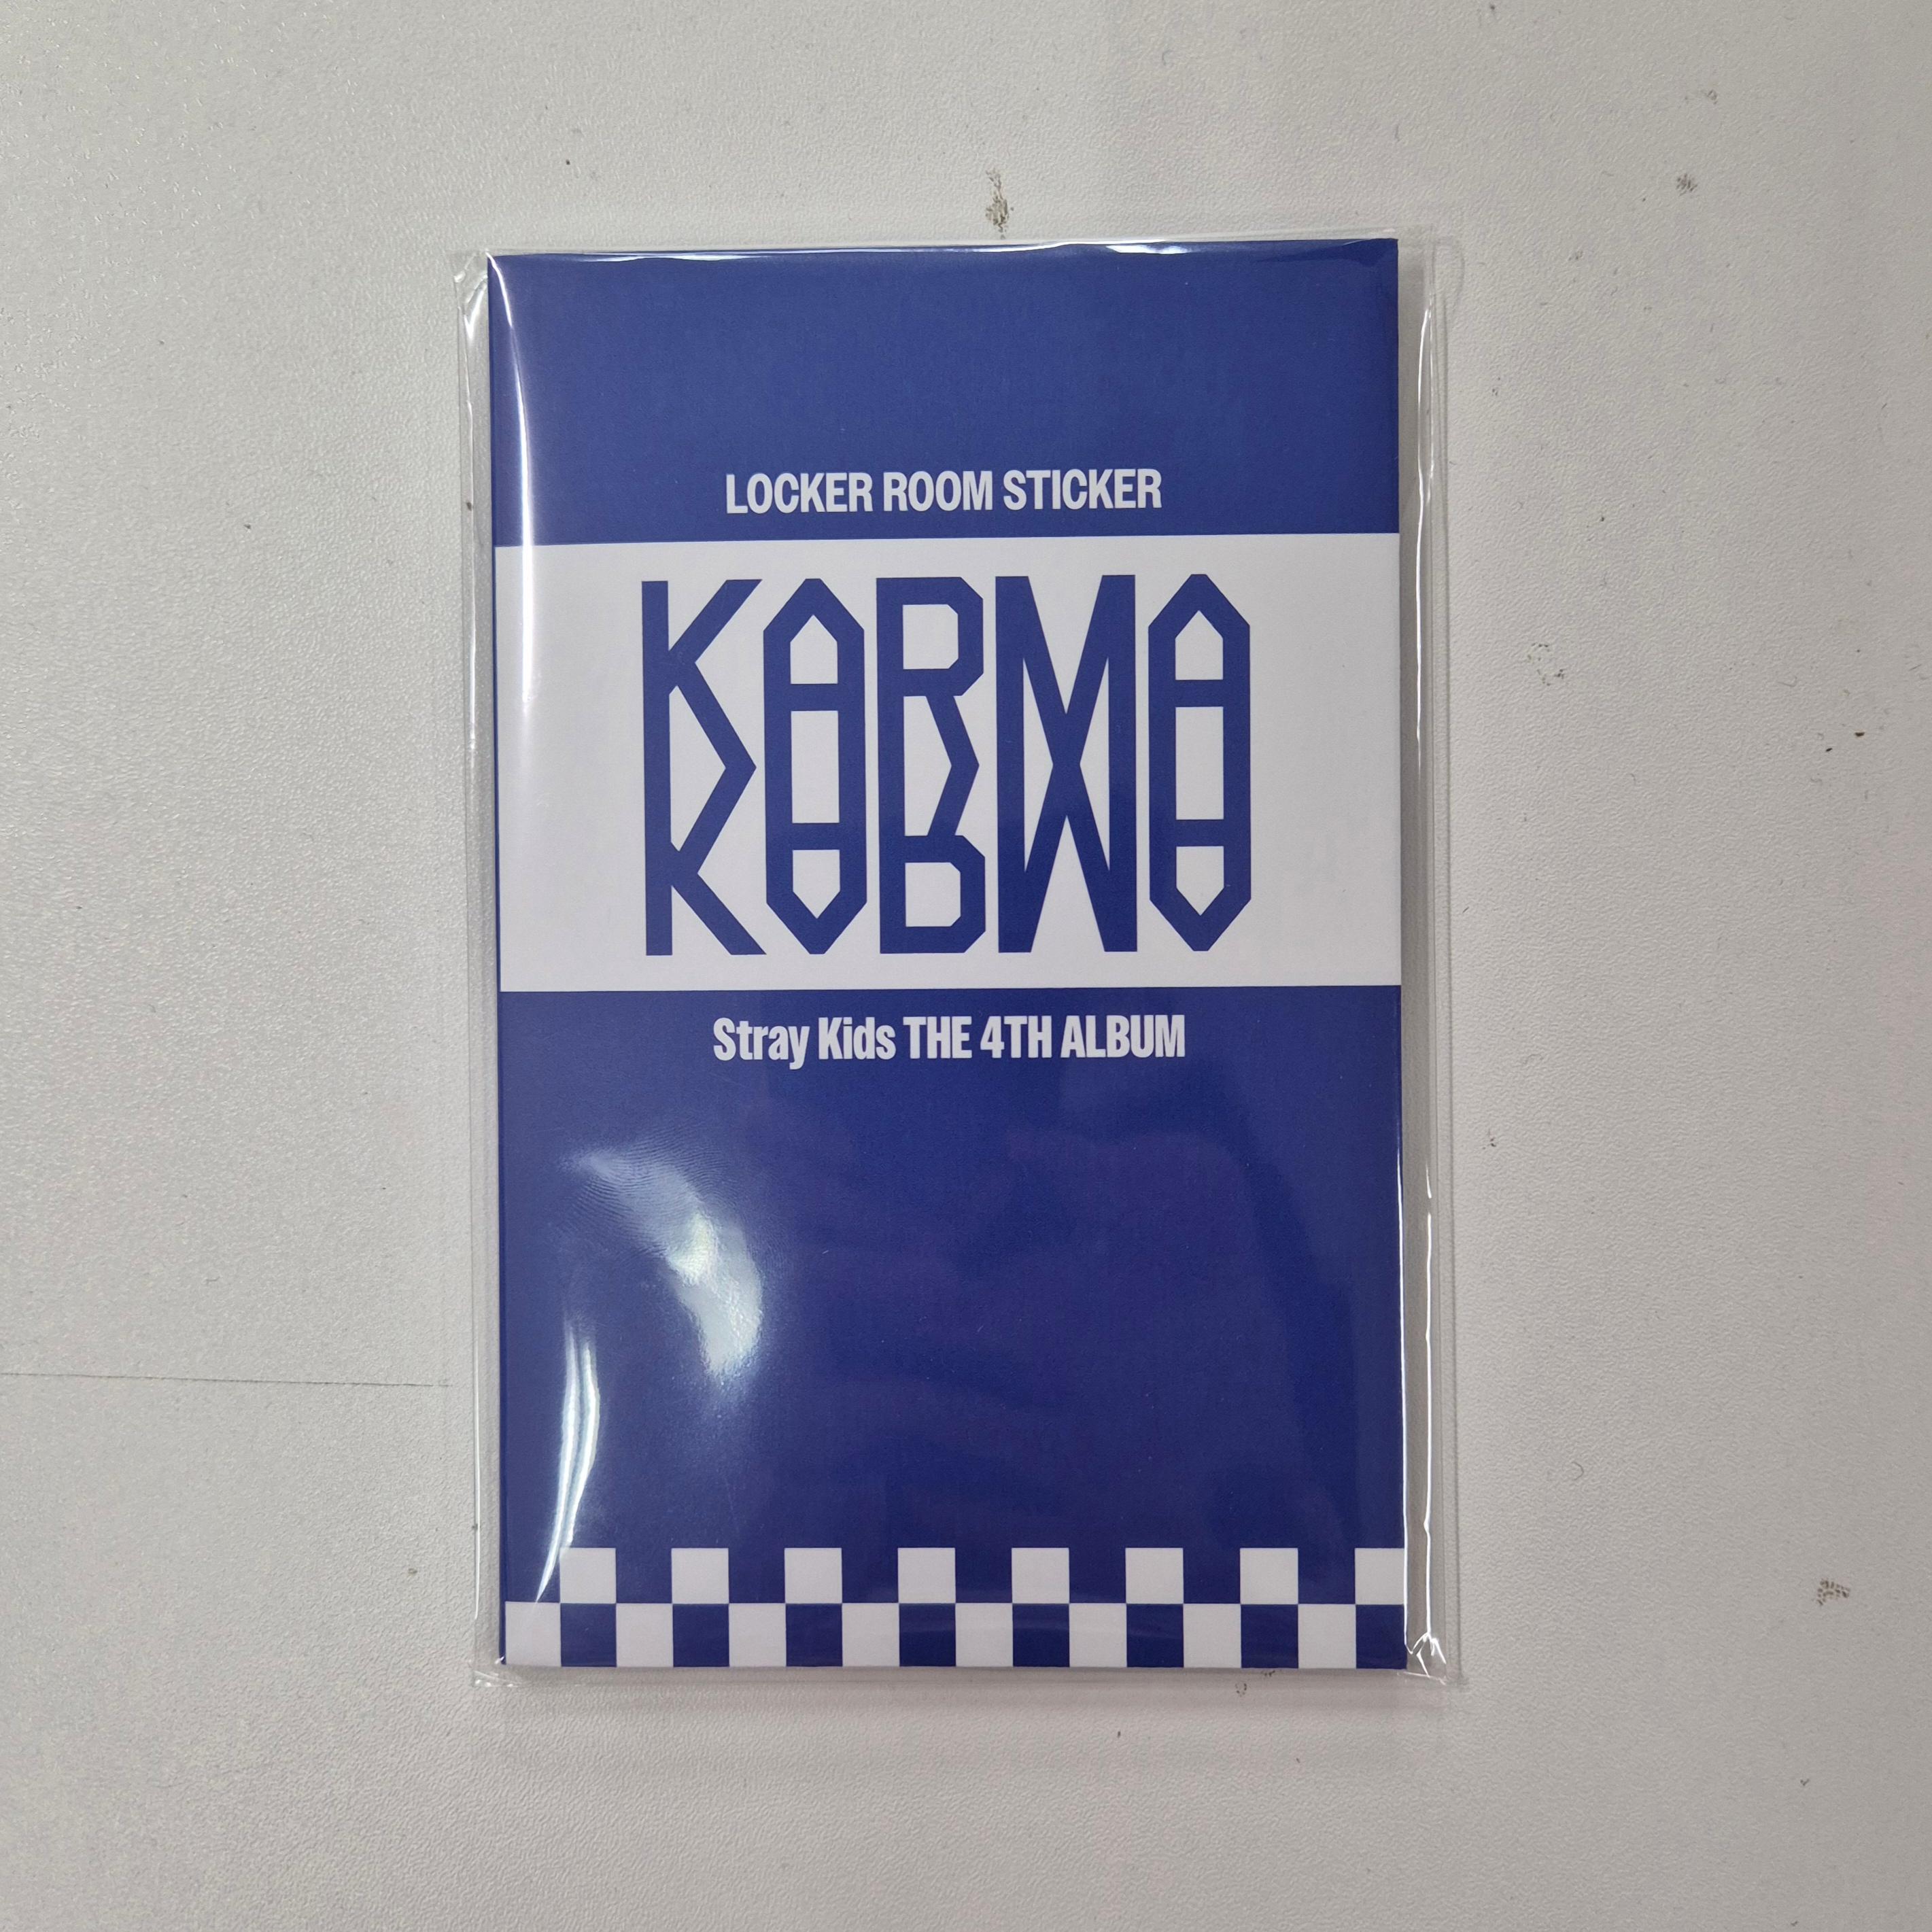 LOCKER ROOM STICKER
KARMA
Stray Kids THE 4TH ALBUM